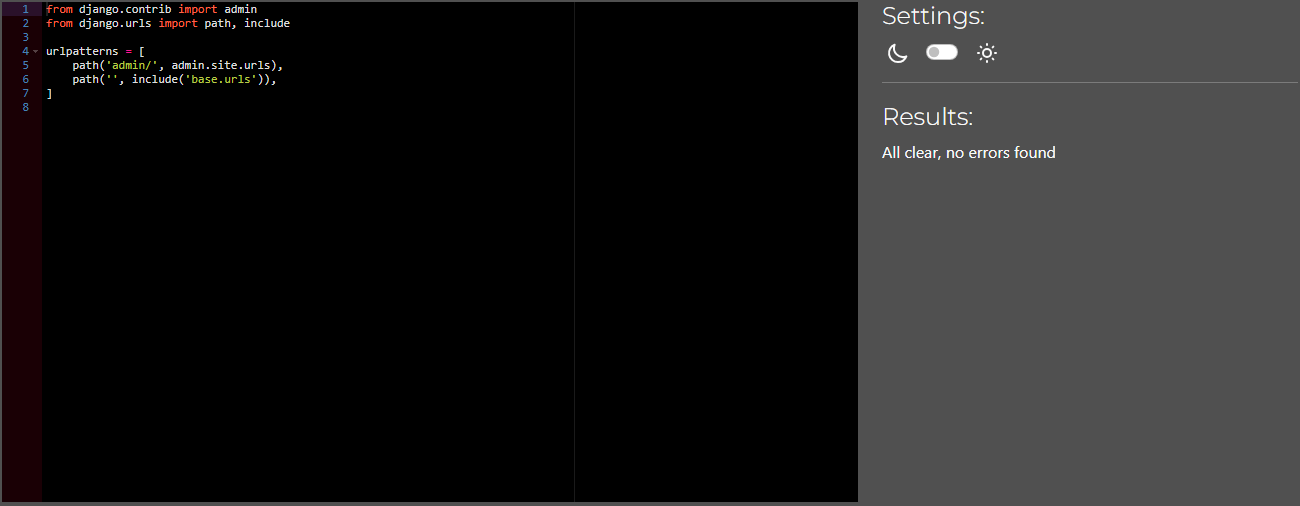 1 from django.contrib import admin
2 from django.urls import path, include
3
4 urlpatterns = [
5     path('admin/', admin.site.urls),
6     path('', include('base.urls')),
7 ]
8
Settings:
Results:
All clear, no errors found